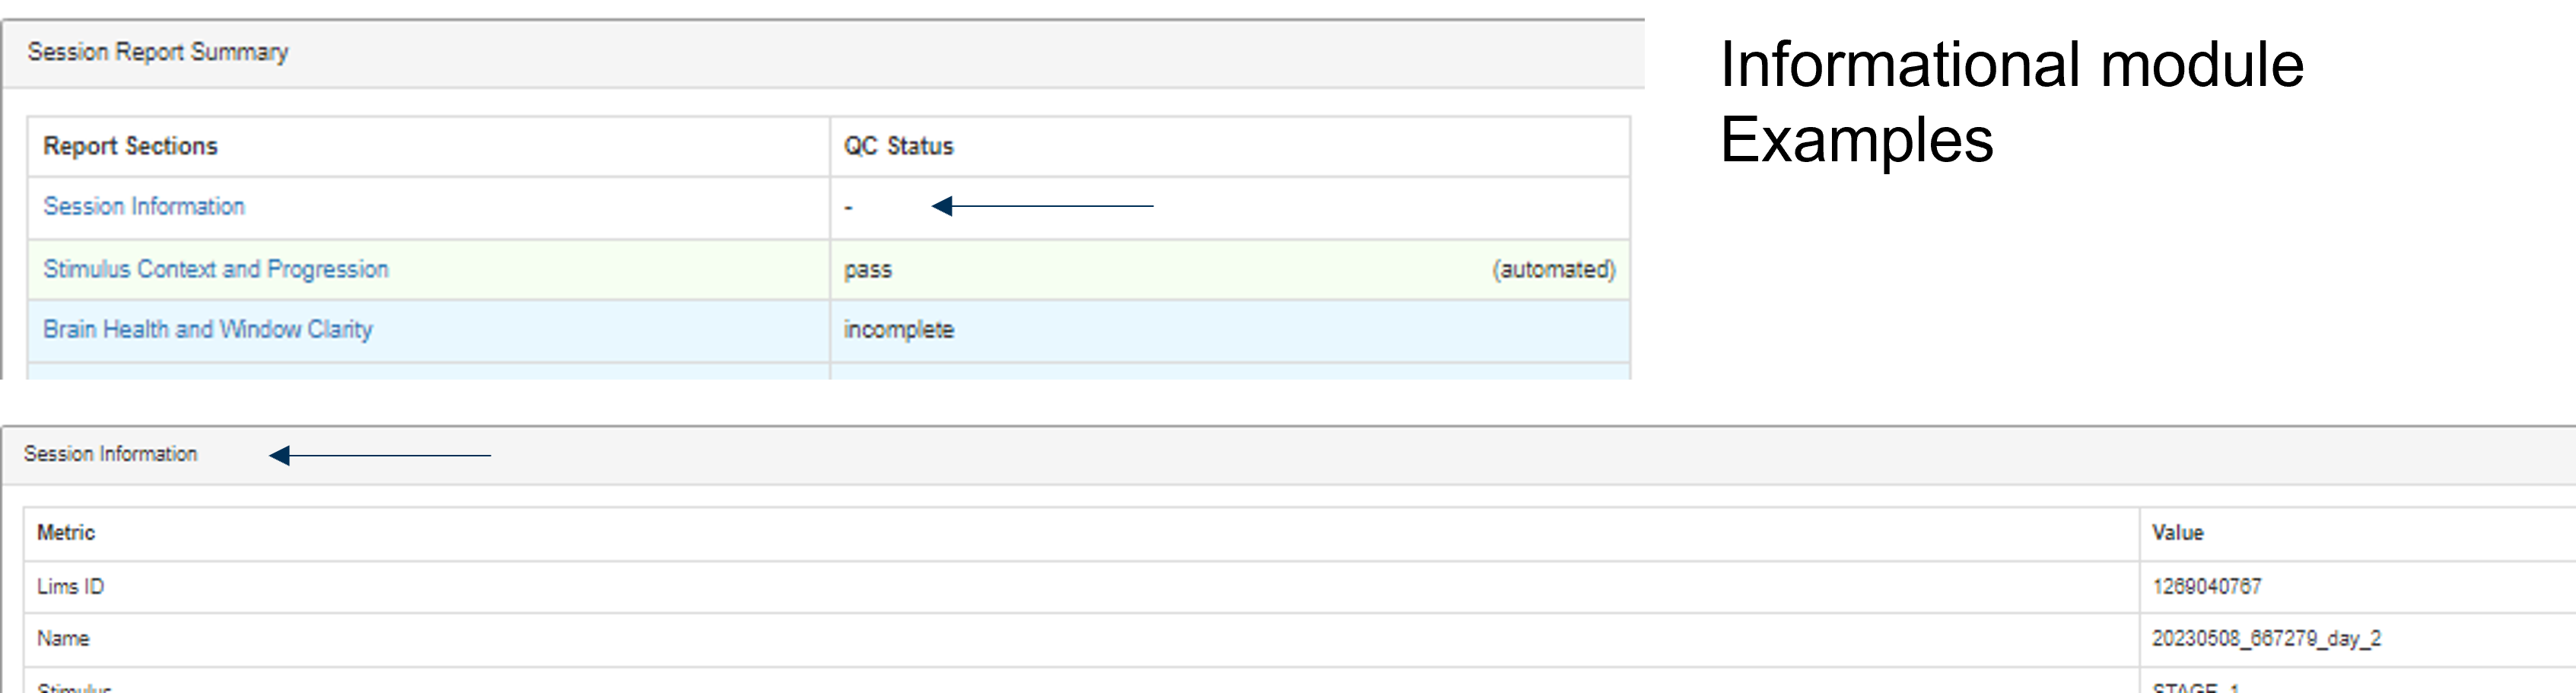 Session Report Summary
Informational module
Examples
Report Sections QC Status
Session Information -
Stimulus Context and Progression pass (automated)
Brain Health and Window Clarity incomplete
Session Information
Metric Value
Lims ID 1269040767
Name 20230508_667279_day_2
Stimulus STAGE_1